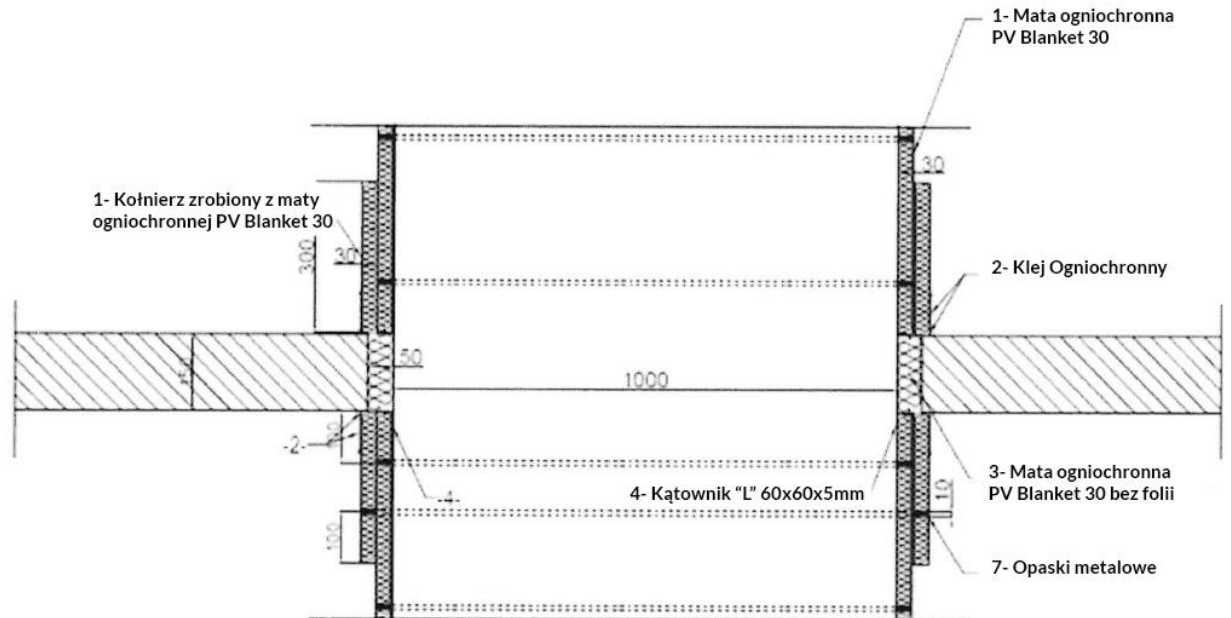 1- Mata ogniochronna
PV Blanket 30
30
1- Kołnierz zrobiony z maty
ogniochronnej PV Blanket 30
30
300
2- Klej Ogniochronny
50
1000
-2-
-4-
4- Kątownik “L” 60x60x5mm
3- Mata ogniochronna
PV Blanket 30 bez folii
10
100
7- Opaski metalowe